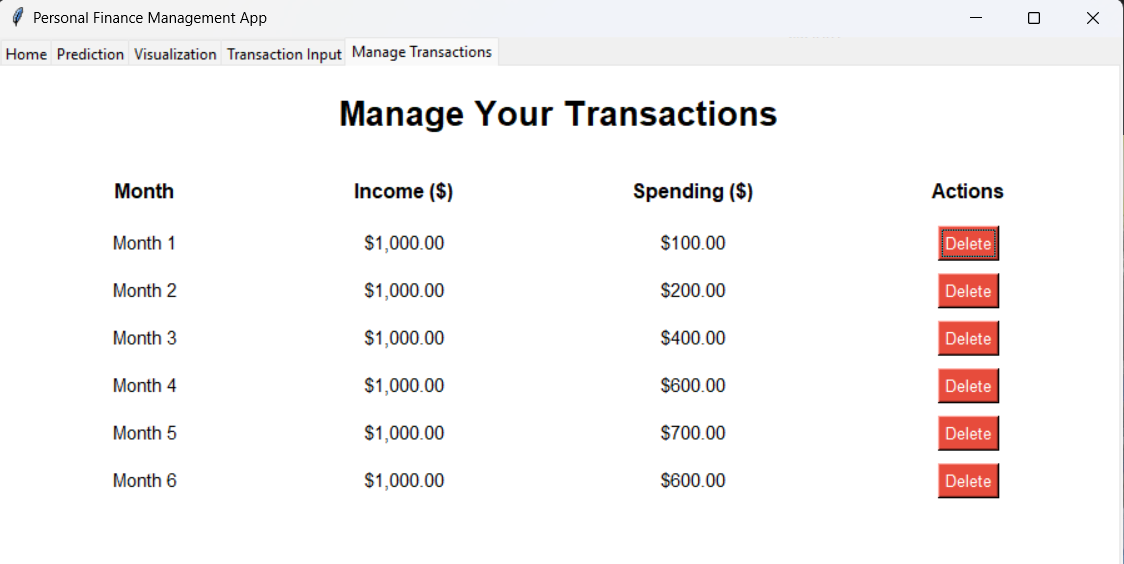 Personal Finance Management App
Home Prediction Visualization Transaction Input Manage Transactions
Manage Your Transactions
Month Income ($) Spending ($) Actions
Month 1 $1,000.00 $100.00 Delete
Month 2 $1,000.00 $200.00 Delete
Month 3 $1,000.00 $400.00 Delete
Month 4 $1,000.00 $600.00 Delete
Month 5 $1,000.00 $700.00 Delete
Month 6 $1,000.00 $600.00 Delete